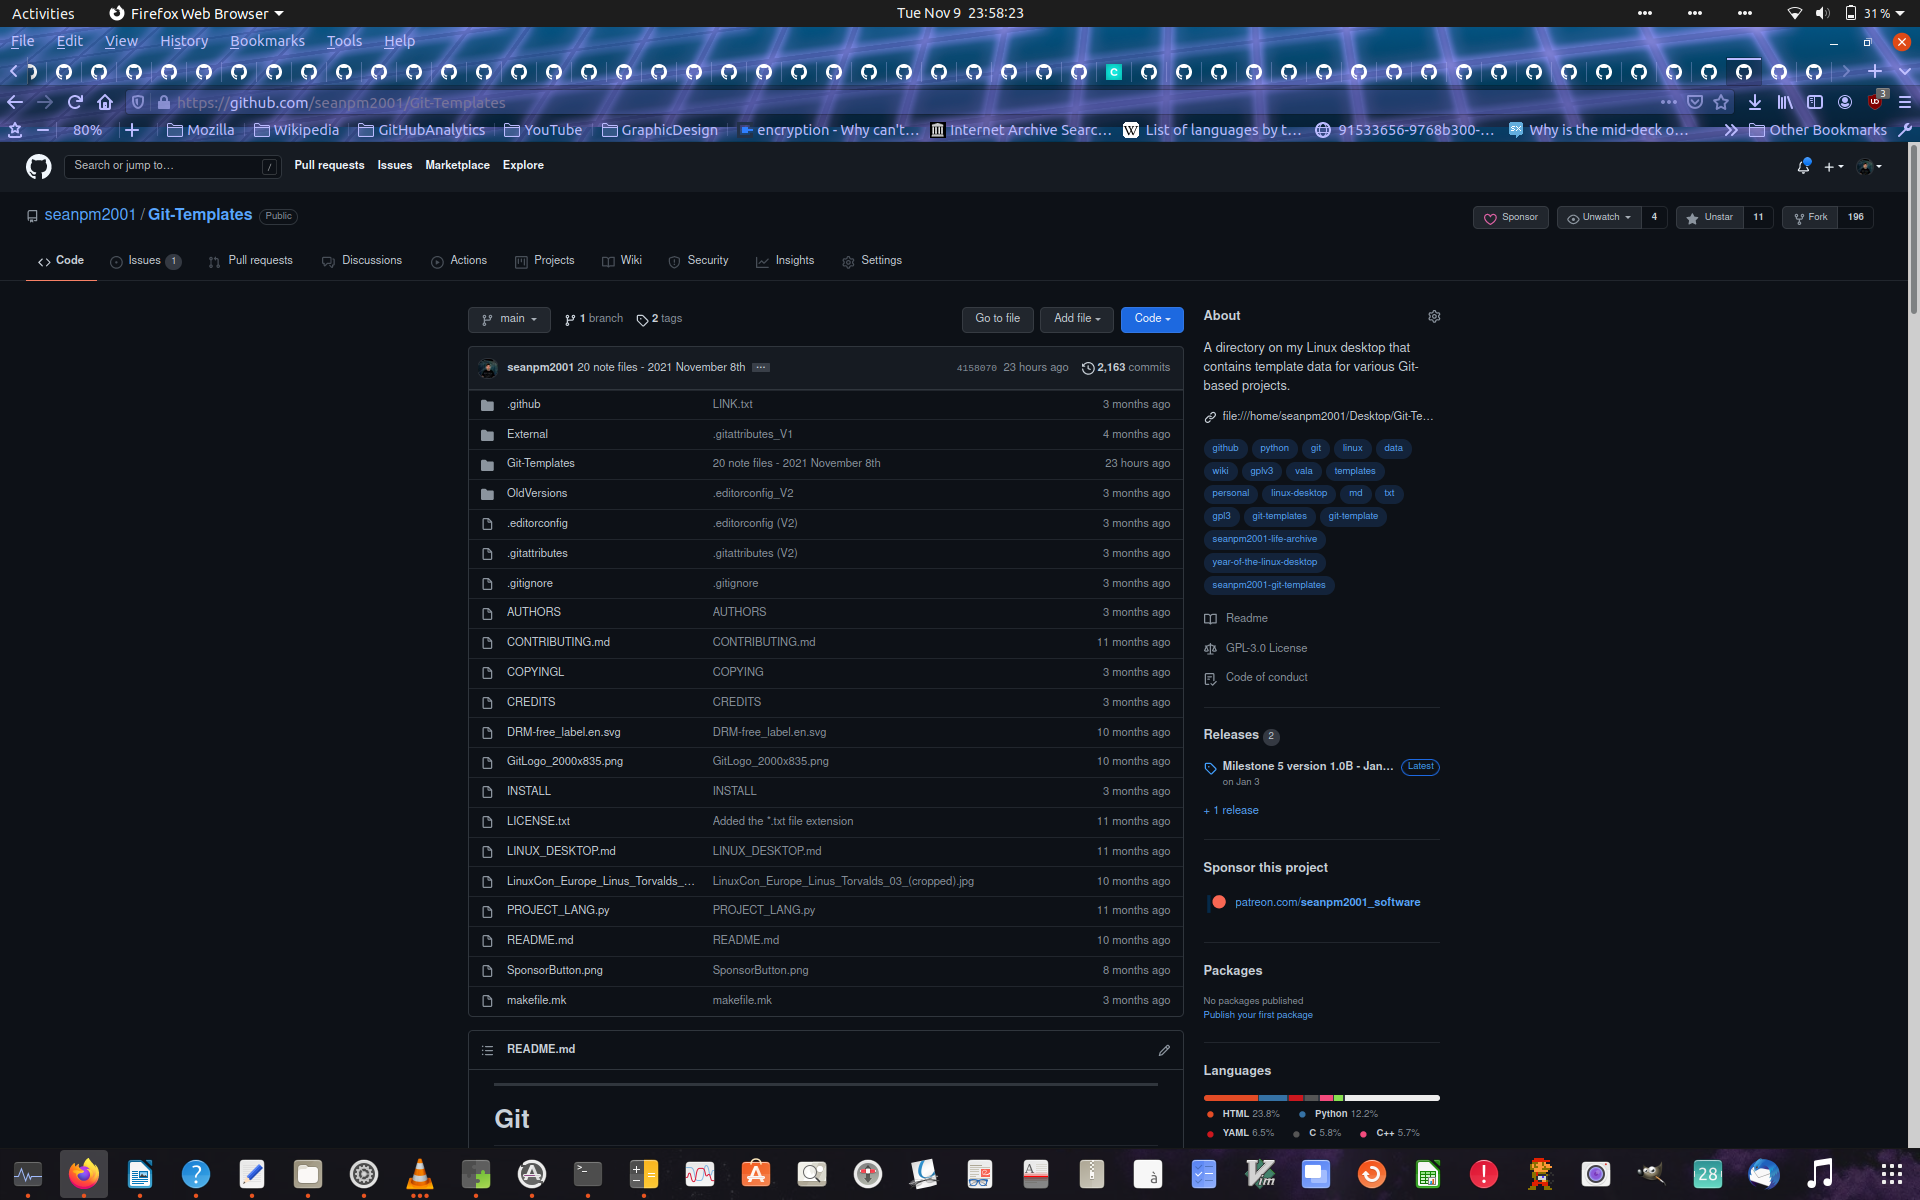 Activities Firefox Web Browser Tue Nov 9 23:58:23 31 %
File Edit View History Bookmarks Tools Help
https://github.com/seanpm2001/Git-Templates 3
80% Mozilla Wikipedia GitHubAnalytics YouTube GraphicDesign encryption - Why can't… Internet Archive Searc… List of languages by t… 91533656-9768b300-… Why is the mid-deck o… Other Bookmarks
Search or jump to… / Pull requests Issues Marketplace Explore
seanpm2001 / Git-Templates Public Sponsor Unwatch 4 Unstar 11 Fork 196
Code Issues 1 Pull requests Discussions Actions Projects Wiki Security Insights Settings
main 1 branch 2 tags Go to file Add file Code
seanpm2001 20 note files - 2021 November 8th 4158070 23 hours ago 2,163 commits
.github LINK.txt 3 months ago
External .gitattributes_V1 4 months ago
Git-Templates 20 note files - 2021 November 8th 23 hours ago
OldVersions .editorconfig_V2 3 months ago
.editorconfig .editorconfig (V2) 3 months ago
.gitattributes .gitattributes (V2) 3 months ago
.gitignore .gitignore 3 months ago
AUTHORS AUTHORS 3 months ago
CONTRIBUTING.md CONTRIBUTING.md 11 months ago
COPYINGL COPYING 3 months ago
CREDITS CREDITS 3 months ago
DRM-free_label.en.svg DRM-free_label.en.svg 10 months ago
GitLogo_2000x835.png GitLogo_2000x835.png 10 months ago
INSTALL INSTALL 3 months ago
LICENSE.txt Added the *.txt file extension 11 months ago
LINUX_DESKTOP.md LINUX_DESKTOP.md 11 months ago
LinuxCon_Europe_Linus_Torvalds_… LinuxCon_Europe_Linus_Torvalds_03_(cropped).jpg 10 months ago
PROJECT_LANG.py PROJECT_LANG.py 11 months ago
README.md README.md 10 months ago
SponsorButton.png SponsorButton.png 8 months ago
makefile.mk makefile.mk 3 months ago
README.md
Git
About
A directory on my Linux desktop that
contains template data for various Git-
based projects.
file:///home/seanpm2001/Desktop/Git-Te…
github python git linux data
wiki gplv3 vala templates
personal linux-desktop md txt
gpl3 git-templates git-template
seanpm2001-life-archive
year-of-the-linux-desktop
seanpm2001-git-templates
Readme
GPL-3.0 License
Code of conduct
Releases 2
Milestone 5 version 1.0B - Jan… Latest
on Jan 3
+ 1 release
Sponsor this project
patreon.com/seanpm2001_software
Packages
No packages published
Publish your first package
Languages
HTML 23.8% Python 12.2%
YAML 6.5% C 5.8% C++ 5.7%
28